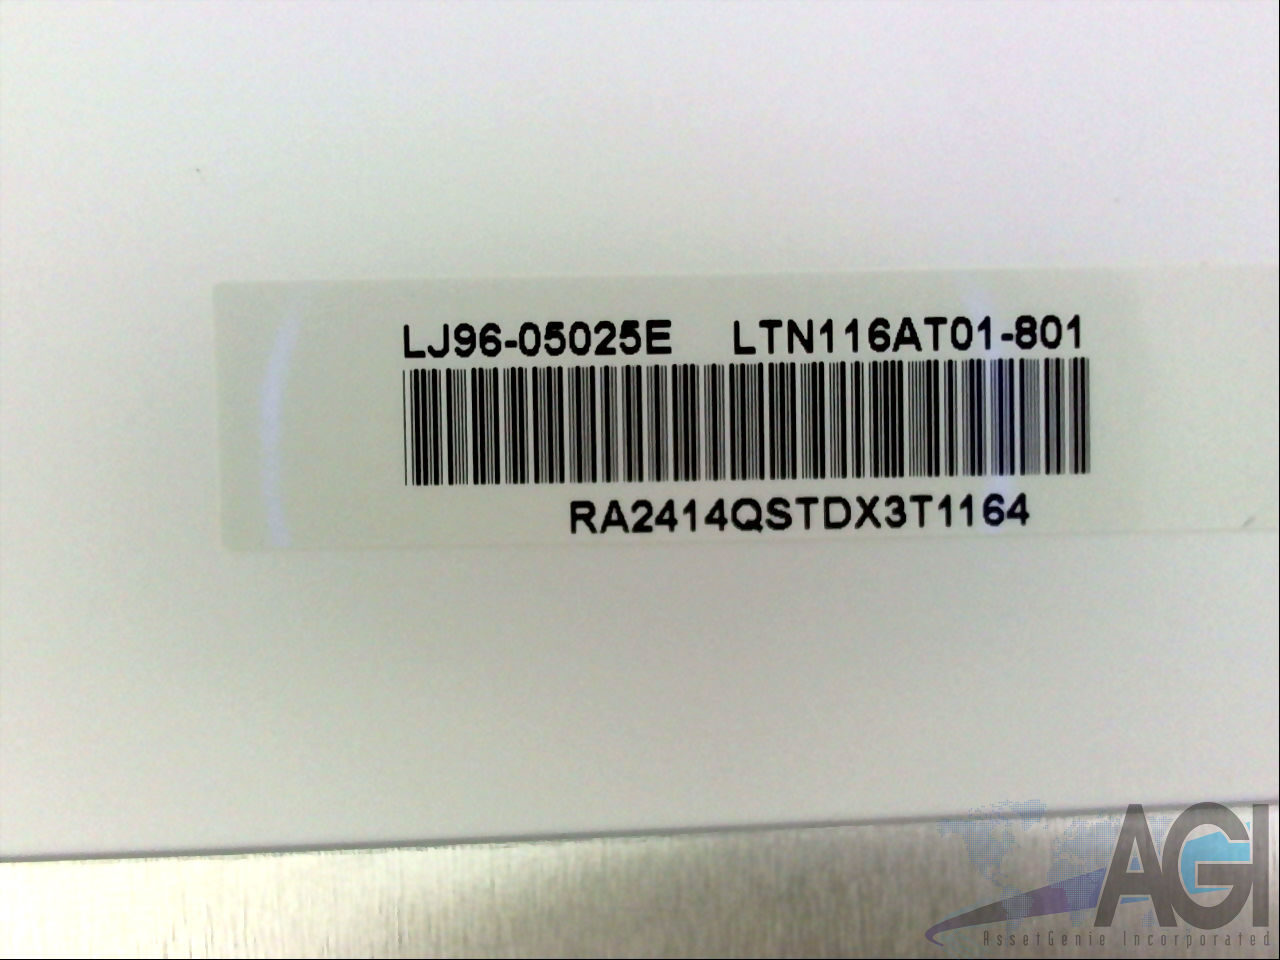 LJ96-05025E LTN116AT01-801
RA2414QSTDX3T1164
AGI
AssetGenie Incorporated